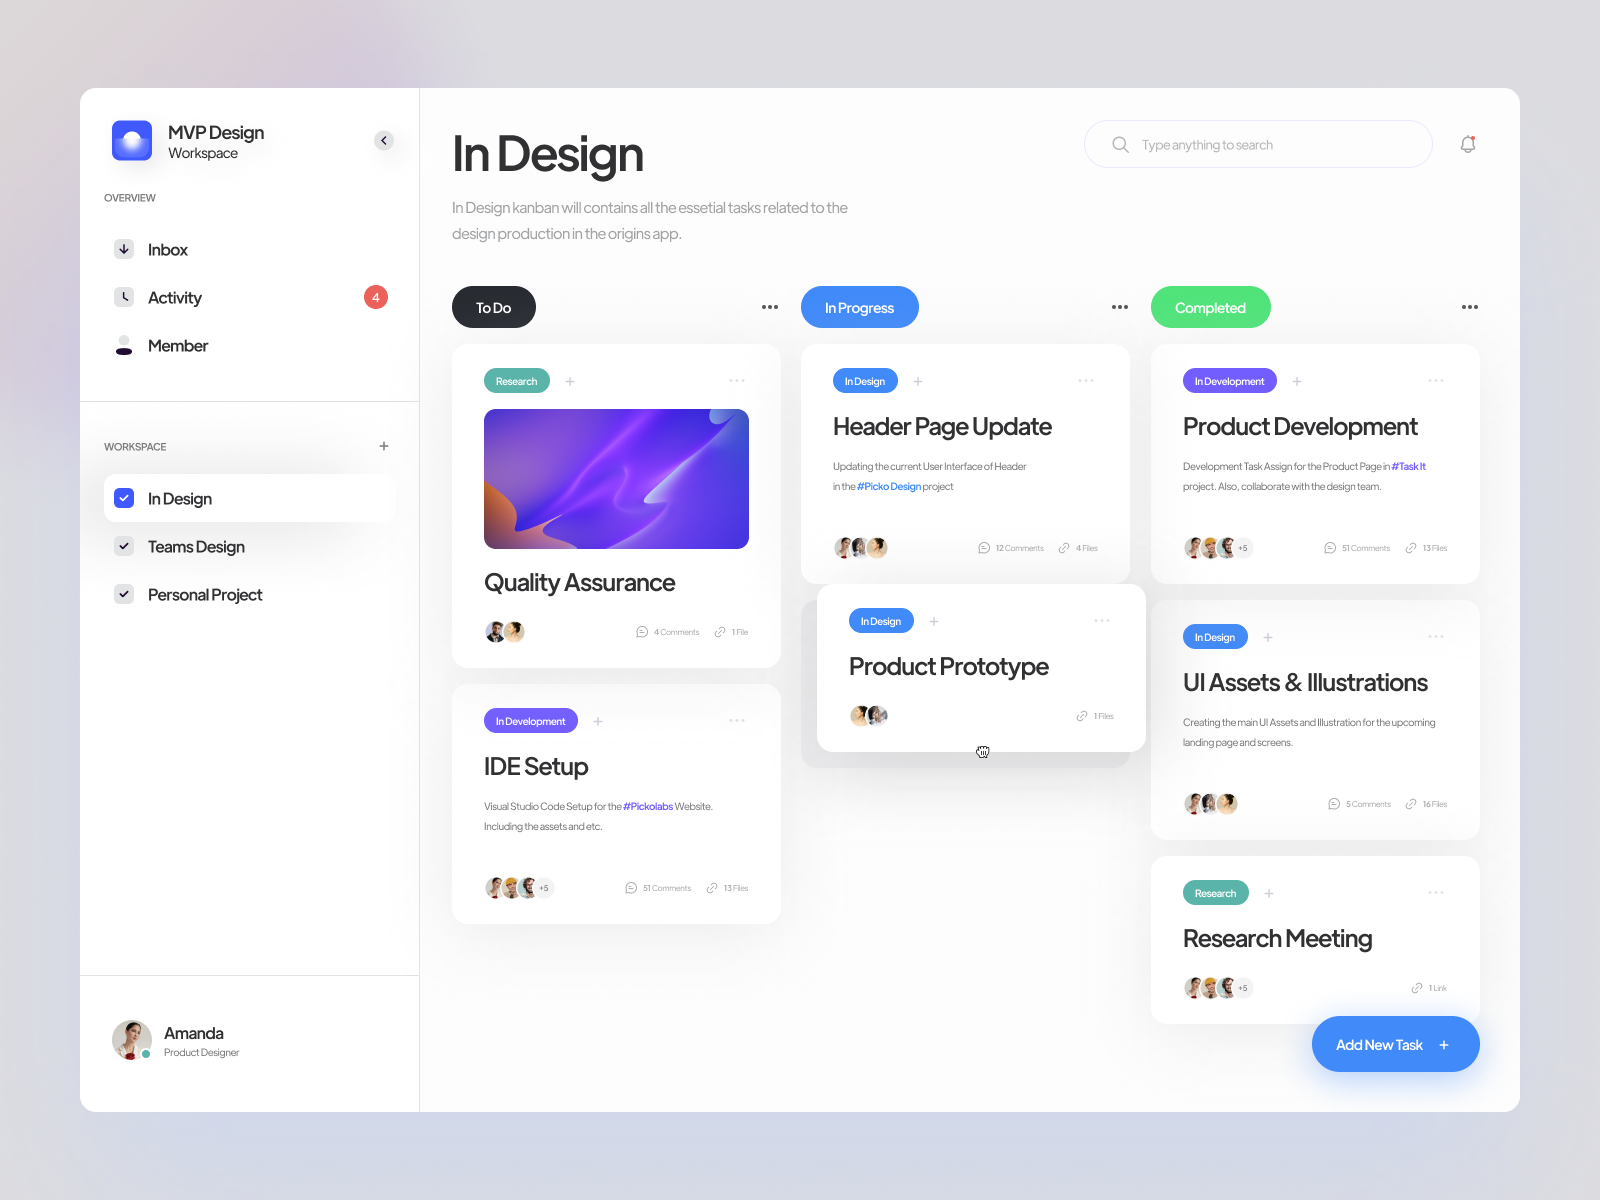 MVP Design
Workspace
OVERVIEW
Inbox
Activity
4
Member
WORKSPACE
In Design
Teams Design
Personal Project
Amanda
Product Designer
In Design
Type anything to search
In Design kanban will contains all the essetial tasks related to the
design production in the origins app.
To Do
Research
Quality Assurance
4 Comments
1 File
In Development
IDE Setup
Visual Studio Code Setup for the #Pickolabs Website.
Including the assets and etc.
+5
51 Comments
13 Files
In Progress
In Design
Header Page Update
Updating the current User Interface of Header
in the #Picko Design project
12 Comments
4 Files
In Design
Product Prototype
1 Files
Completed
In Development
Product Development
Development Task Assign for the Product Page in #Task It
project. Also, collaborate with the design team.
+5
51 Comments
13 Files
In Design
UI Assets & Illustrations
Creating the main UI Assets and Illustration for the upcoming
landing page and screens.
5 Comments
16 Files
Research
Research Meeting
+5
1 Link
Add New Task